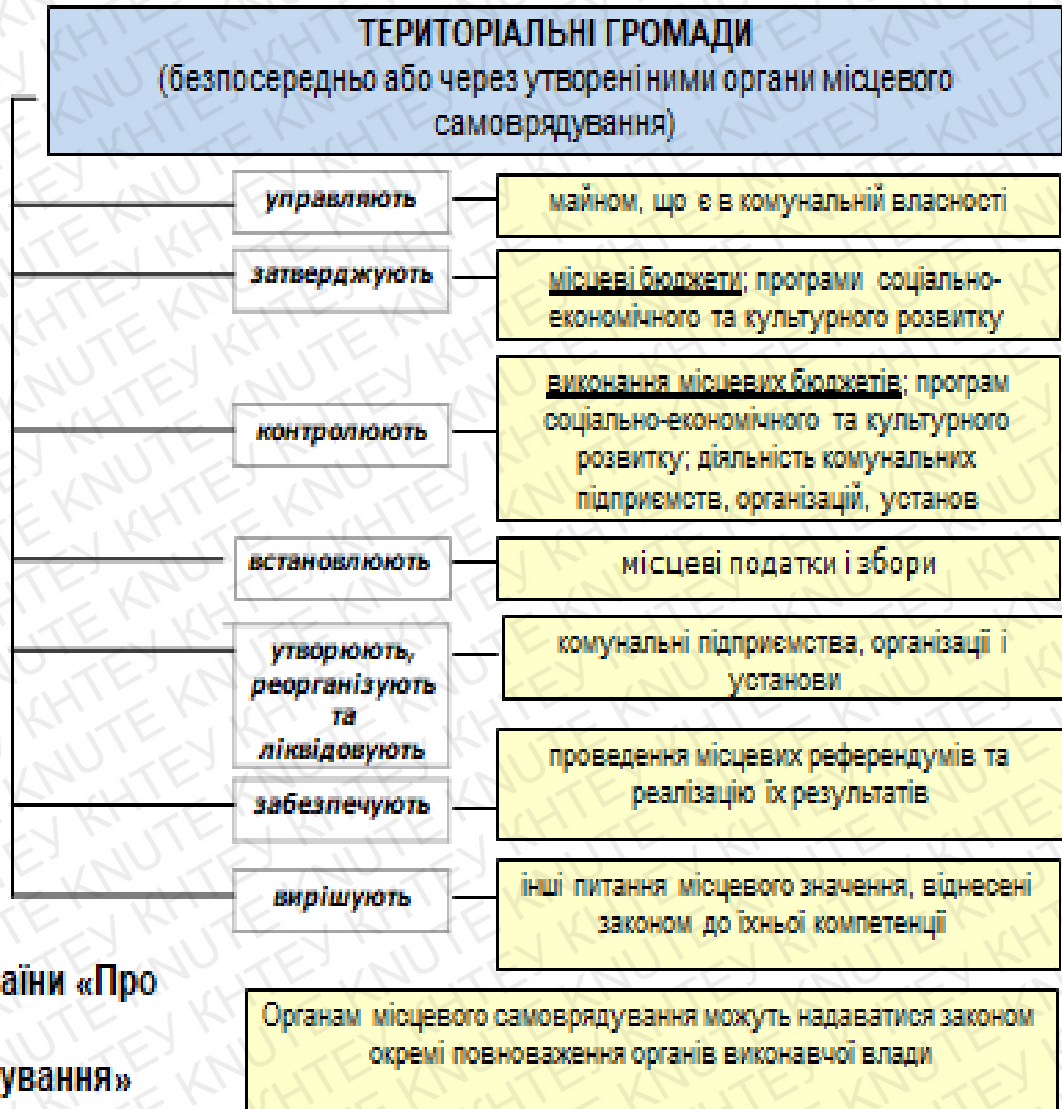 ТЕРИТОРІАЛЬНІ ГРОМАДИ
(безпосередньо або через утворені ними органи місцевого
самоврядування)
управляють
майном, що є в комунальній власності
затверджують
місцеві бюджети; програми соціально-
економічного та культурного розвитку
контролюють
виконання місцевих бюджетів; програм
соціально-економічного та культурного
розвитку; діяльність комунальних
підприємств, організацій, установ
встановлюють
місцеві податки і збори
утворюють,
реорганізують
та
ліквідовують
комунальні підприємства, організації і
установи
забезпечують
проведення місцевих референдумів та
реалізацію їх результатів
вирішують
інші питання місцевого значення, віднесені
законом до їхньої компетенції
аїни «Про
ування»
Органам місцевого самоврядування можуть надаватися законом
окремі повноваження органів виконавчої влади